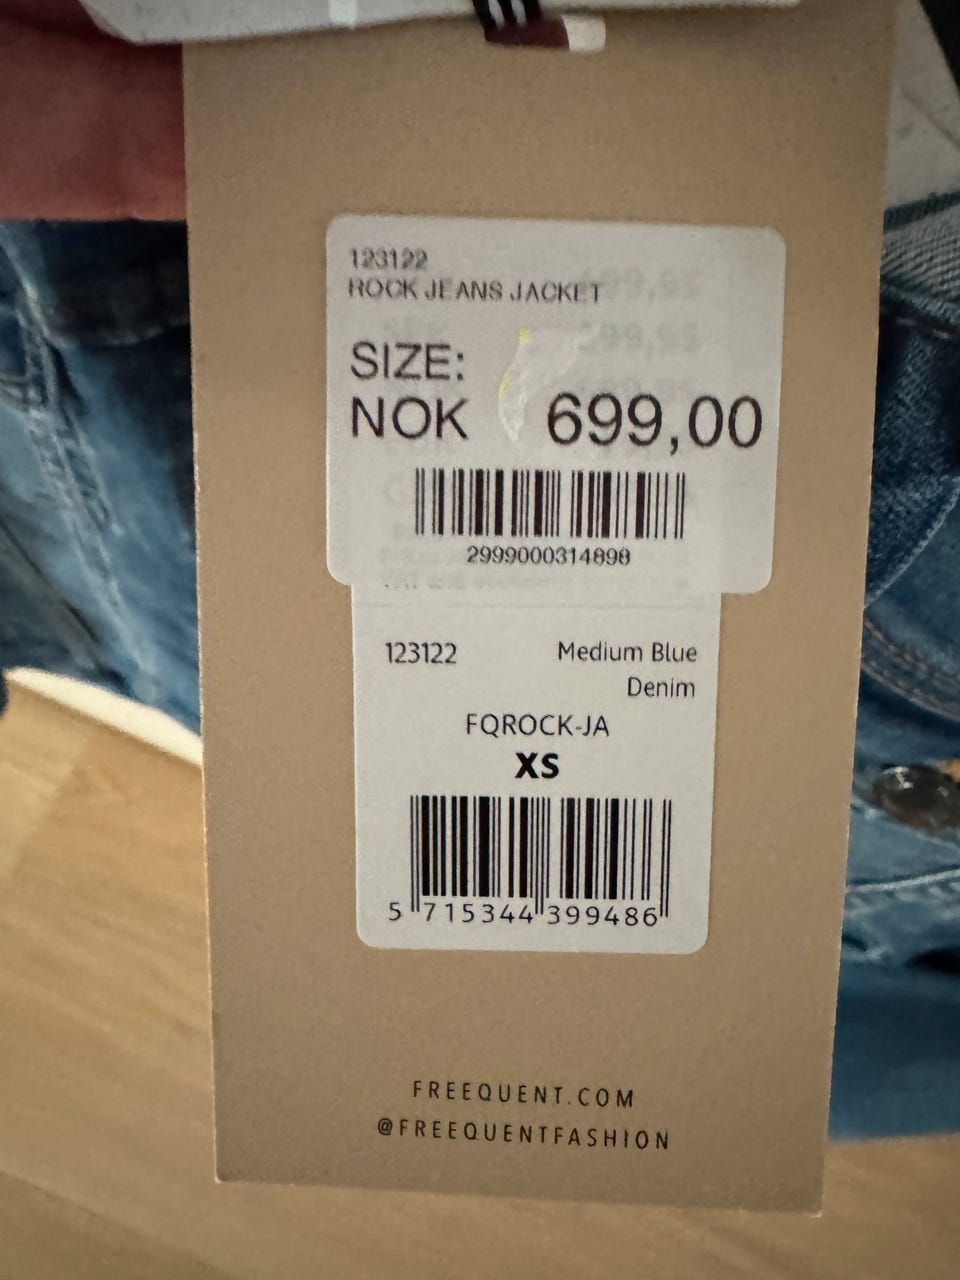 123122
ROCK JEANS JACKET
SIZE:
NOK 699,00
2999000314898
123122 Medium Blue
Denim
FQROCK-JA
XS
5 715344 399486
FREEQUENT.COM
@FREEQUENTFASHION